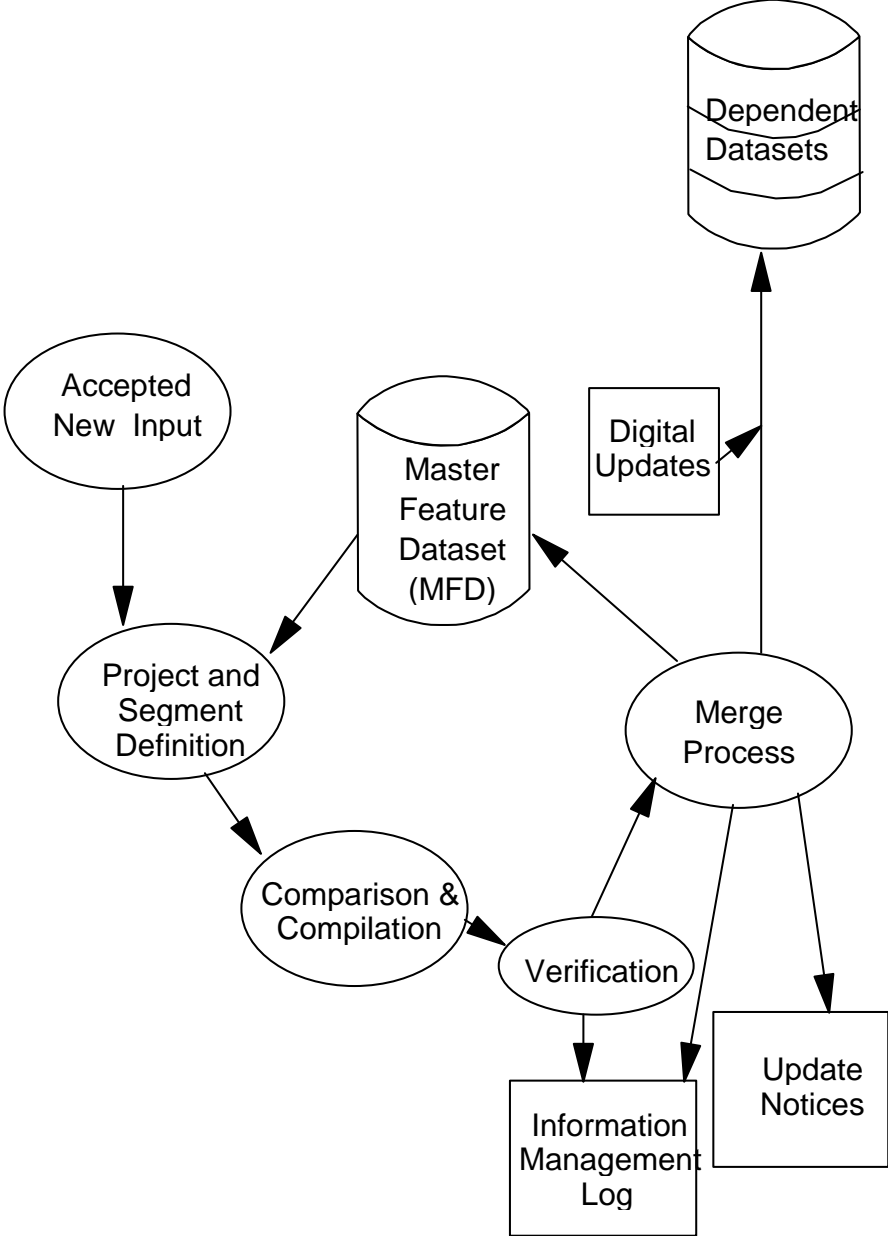 Dependent
Datasets
Accepted
New Input
Digital
Updates
Master
Feature
Dataset
(MFD)
Project and
Segment
Definition
Merge
Process
Comparison &
Compilation
Verification
Update
Notices
Information
Management
Log